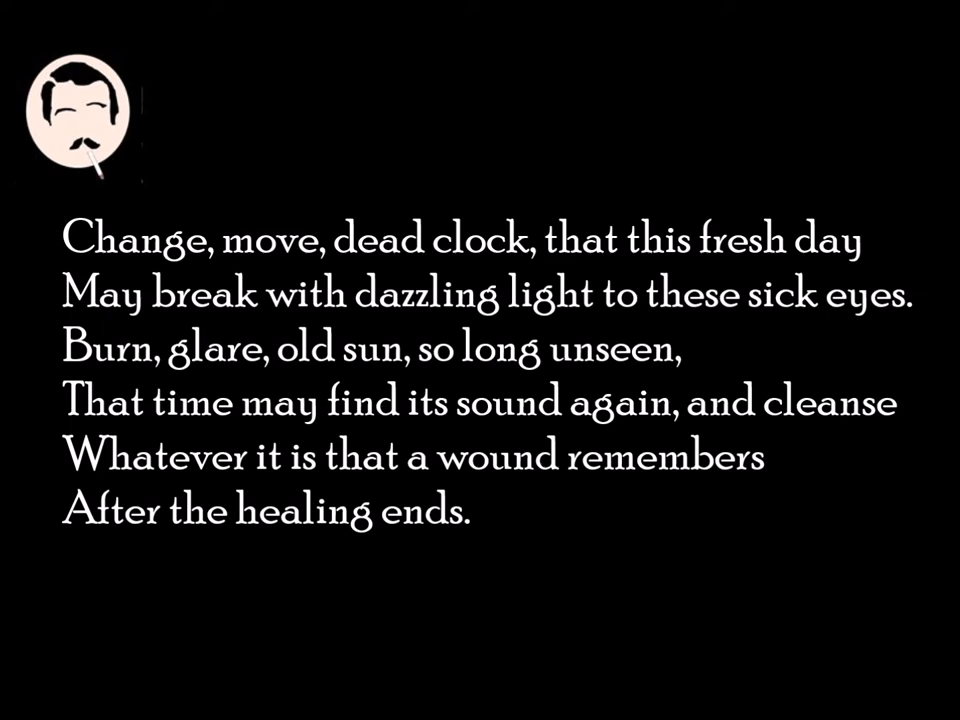 Change, move, dead clock, that this fresh day
May break with dazzling light to these sick eyes.
Burn, glare, old sun, so long unseen,
That time may find its sound again, and cleanse
Whatever it is that a wound remembers
After the healing ends.